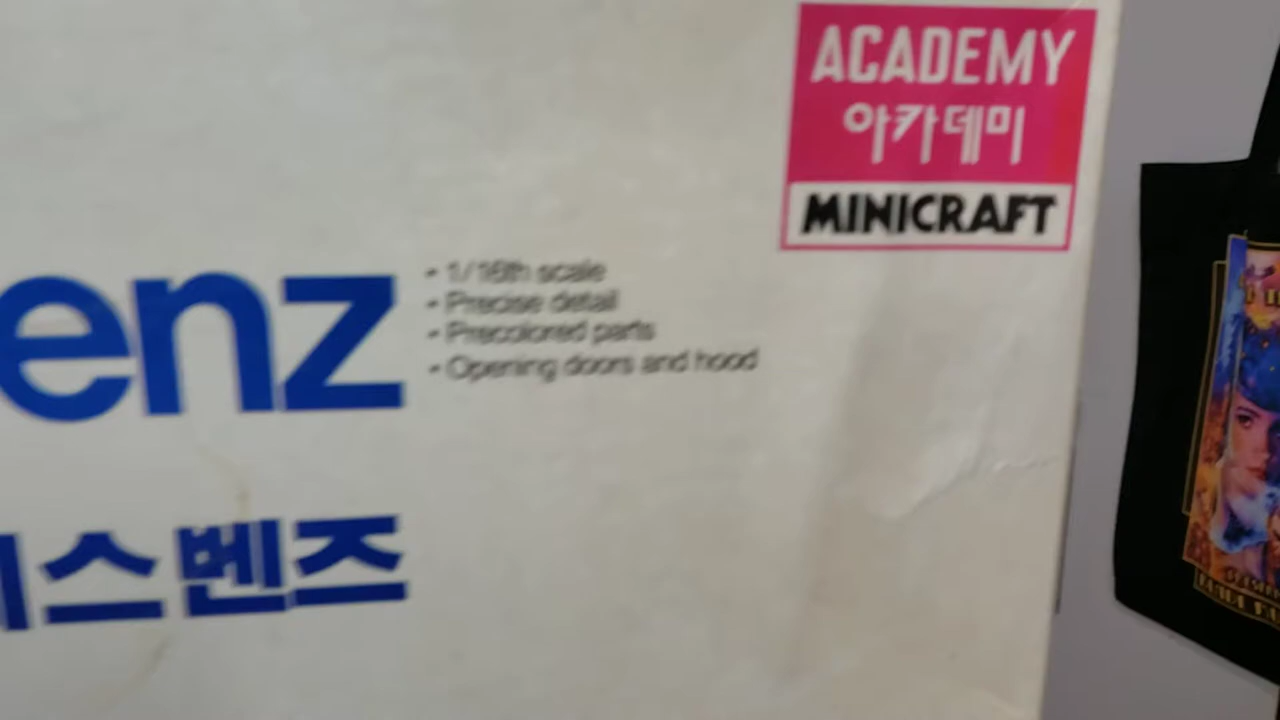 ACADEMY
아카데미
MINICRAFT
enz
• 1/16th scale
• Precise detail
• Precolored parts
• Opening doors and hood
스벤즈